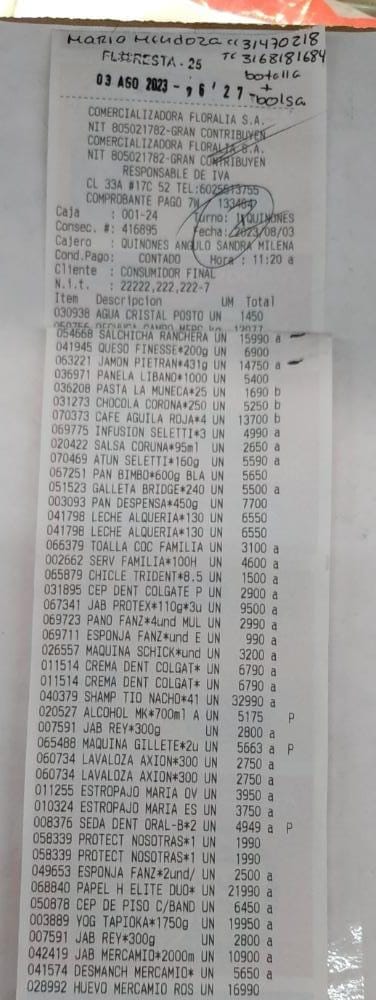 Mario Mendoza cc 31470218
FLORESTA - 25 Tc 3168181684
botella
+
bolsa
03 AGO 2023 - 96'27
COMERCIALIZADORA FLORALIA S.A.
NIT 805021782-GRAN CONTRIBUYEN
COMERCIALIZADORA FLORALIA S.A.
NIT 805021782-GRAN CONTRIBUYEN
RESPONSABLE DE IVA
CL 33A #17C 52 TEL:6025513755
COMPROBANTE PAGO 133484
Caja : 001-24 Turno: 1 QUINONES
Consec. #: 416895 Fecha: 2023/08/03
Cajero : QUINONES ANGULO SANDRA MILENA
Cond.Pago: CONTADO Hora : 11:20 a
Cliente : CONSUMIDOR FINAL
N.i.t. : 22222,222,222-7
Item Descripcion UM Total
030938 AGUA CRISTAL POSTO UN 1450
054668 SALCHICHA RANCHERA UN 15990 a
041945 QUESO FINESSE*200g UN 6900
063221 JAMON PIETRAN*431g UN 14750 a
036971 PANELA LIBANO*1000 UN 5400
036208 PASTA LA MUNECA*25 UN 1690 b
031273 CHOCOLA CORONA*250 UN 5250 b
070373 CAFE AGUILA ROJA*4 UN 13700 b
069775 INFUSION SELETTI*3 UN 4990 a
020422 SALSA CORUNA*95ml UN 2650 a
070469 ATUN SELETTI*160g UN 5590 a
067251 PAN BIMBO*600g BLA UN 5650
051523 GALLETA BRIDGE*240 UN 5500 a
003093 PAN DESPENSA*450g UN 7700
041798 LECHE ALQUERIA*130 UN 6550
041798 LECHE ALQUERIA*130 UN 6550
066379 TOALLA COC FAMILIA UN 3100 a
002662 SERV FAMILIA*100H UN 4600 a
065879 CHICLE TRIDENT*8.5 UN 1500 a
031895 CEP DENT COLGATE P UN 2900 a
067341 JAB PROTEX*110g*3u UN 9500 a
069723 PANO FANZ*4und MUL UN 2990 a
069711 ESPONJA FANZ*und E UN 990 a
026557 MAQUINA SCHICK*und UN 3200 a
011514 CREMA DENT COLGAT* UN 6790 a
011514 CREMA DENT COLGAT* UN 6790 a
040379 SHAMP TIO NACHO*41 UN 32990 a
020527 ALCOHOL MK*700ml A UN 5175 P
007591 JAB REY*300g UN 2800 a
065488 MAQUINA GILLETE*2u UN 5663 a P
060734 LAVALOZA AXION*300 UN 2750 a
060734 LAVALOZA AXION*300 UN 2750 a
011255 ESTROPAJO MARIA OV UN 3950 a
010324 ESTROPAJO MARIA ES UN 3750 a
008376 SEDA DENT ORAL-B*2 UN 4949 a P
058339 PROTECT NOSOTRAS*1 UN 1990
058339 PROTECT NOSOTRAS*1 UN 1990
049653 ESPONJA FANZ*2und/ UN 2500 a
068840 PAPEL H ELITE DUO* UN 21990 a
050878 CEP DE PISO C/BAND UN 6450 a
003889 YOG TAPIOKA*1750g UN 19950 a
007591 JAB REY*300g UN 2800 a
042419 JAB MERCAMIO*2000m UN 10900 a
041574 DESMANCH MERCAMIO* UN 5650 a
028992 HUEVO MERCAMIO ROS UN 16990